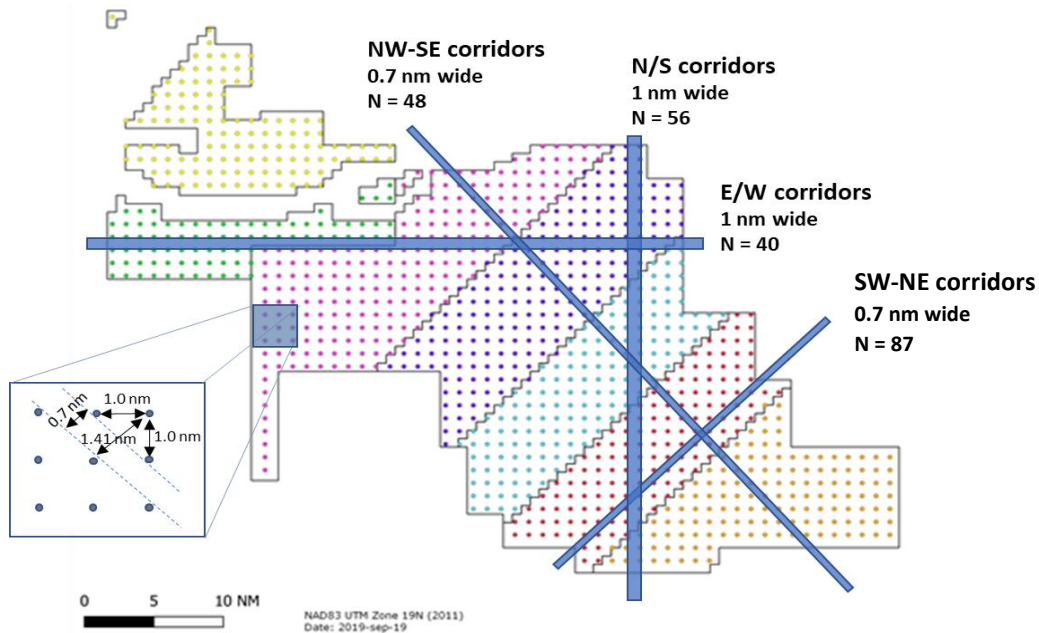 NW-SE corridors
0.7 nm wide
N = 48
N/S corridors
1 nm wide
N = 56
E/W corridors
1 nm wide
N = 40
SW-NE corridors
0.7 nm wide
N = 87
0.7 nm
1.0 nm
1.41 nm
1.0 nm
0 5 10 NM
NAD83 UTM Zone 19N (2011)
Date: 2019-sep-19